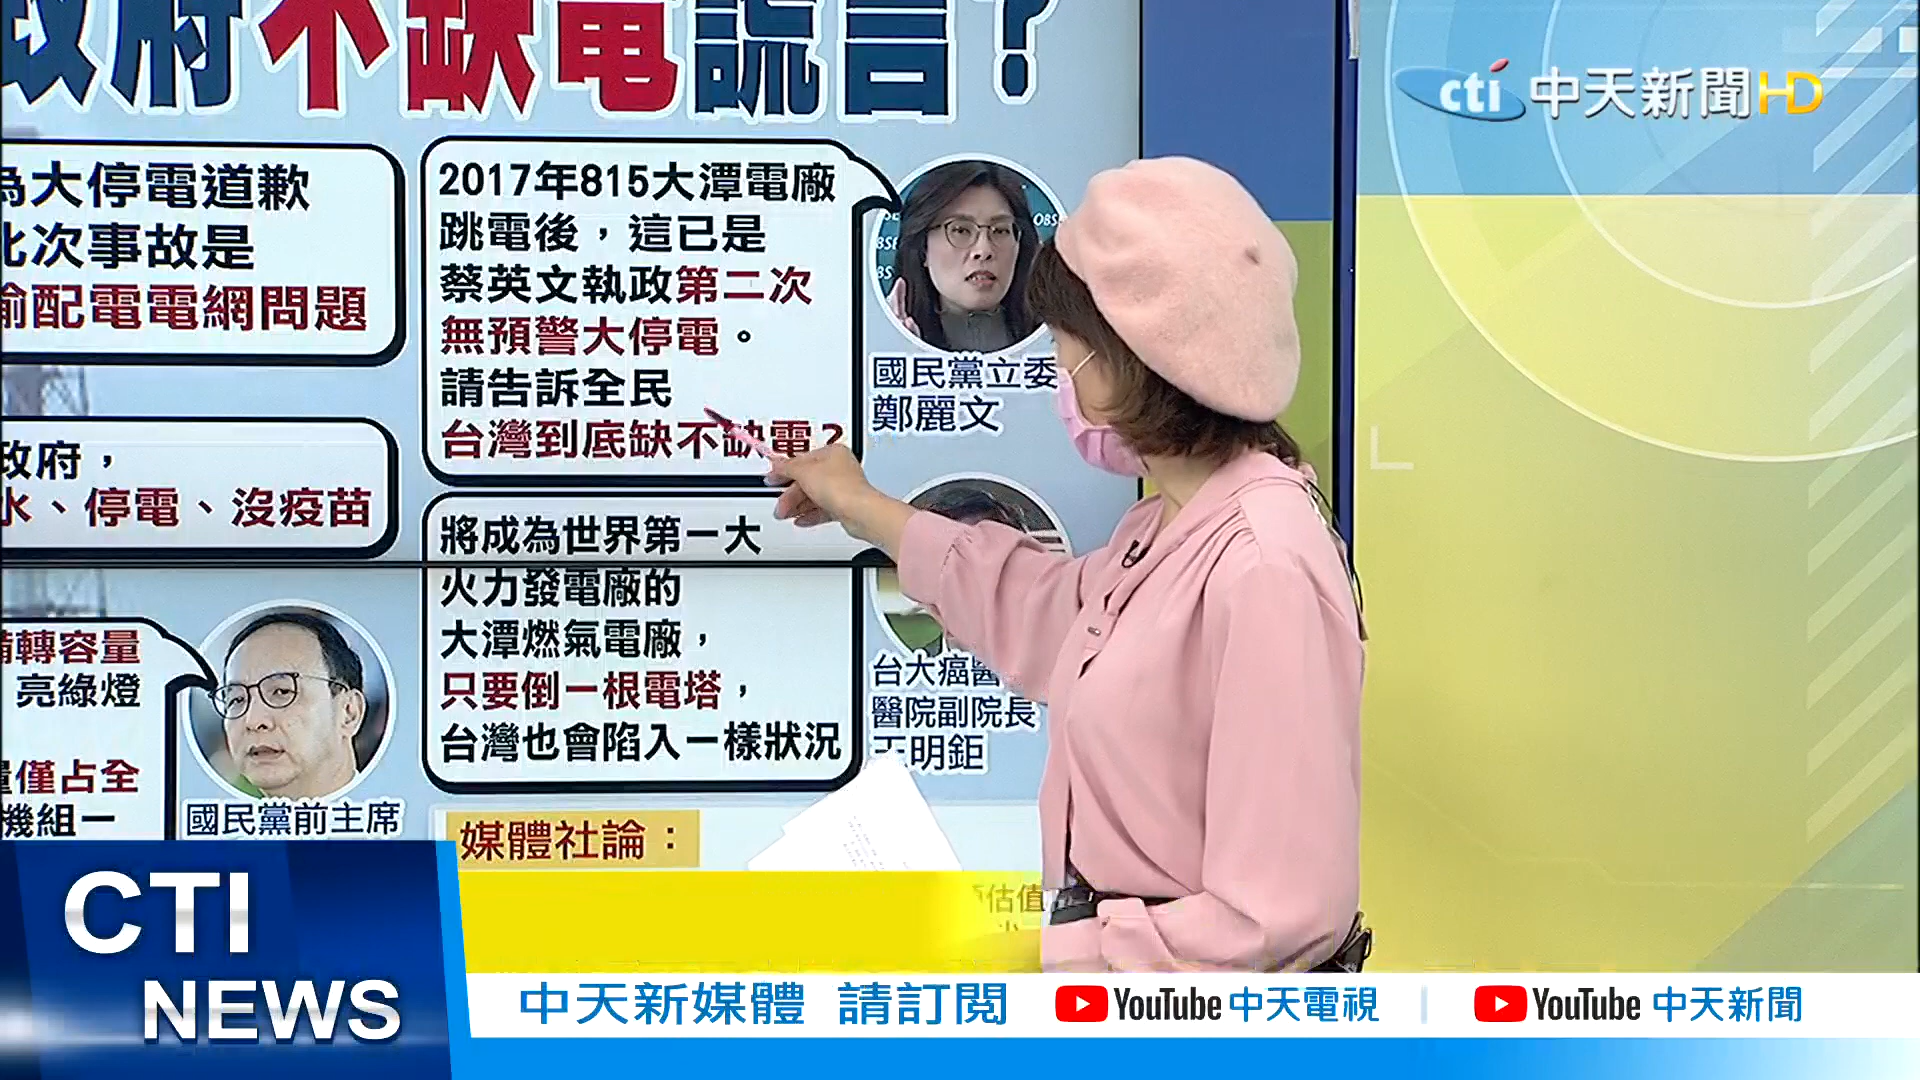 政府不缺電謊言？
cti 中天新聞HD
為大停電道歉
此次事故是
輸配電電網問題
2017年815大潭電廠
跳電後，這已是
蔡英文執政第二次
無預警大停電。
請告訴全民
台灣到底缺不缺電？
OBS
國民黨立委
鄭麗文
政府，
水、停電、沒疫苗
將成為世界第一大
火力發電廠的
大潭燃氣電廠，
只要倒一根電塔，
台灣也會陷入一樣狀況
台大癌醫
醫院副院長
王明鉅
備轉容量
亮綠燈
量僅占全
機組一
國民黨前主席
媒體社論：
估值
CTI
NEWS
中天新媒體 請訂閱 YouTube 中天電視 | YouTube 中天新聞